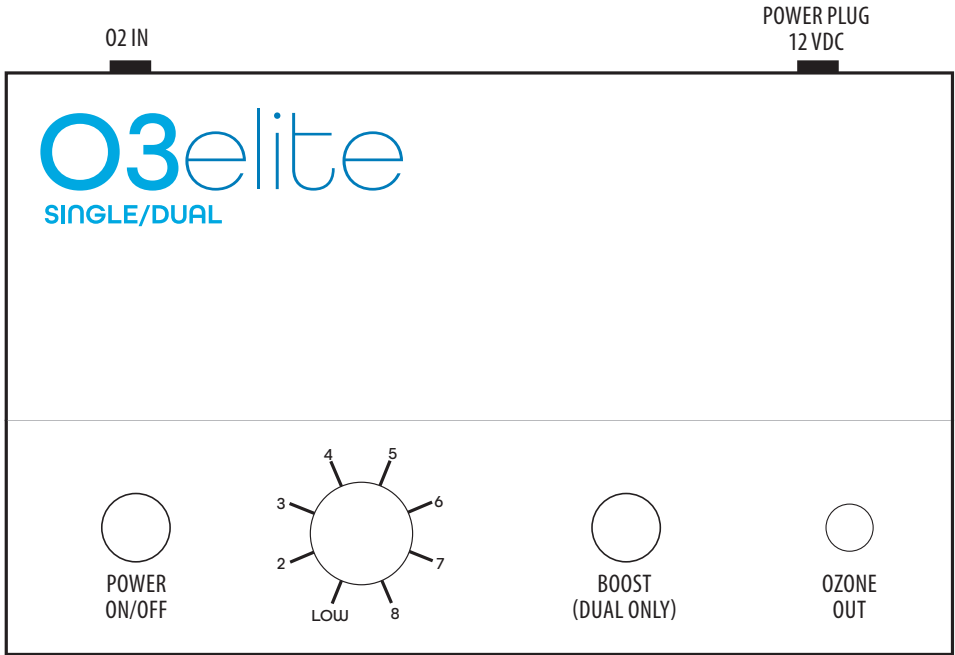 O2 IN
POWER PLUG
12 VDC
O3elite
SINGLE/DUAL
4
5
3
6
2
7
LOW
8
POWER
ON/OFF
BOOST
(DUAL ONLY)
OZONE
OUT